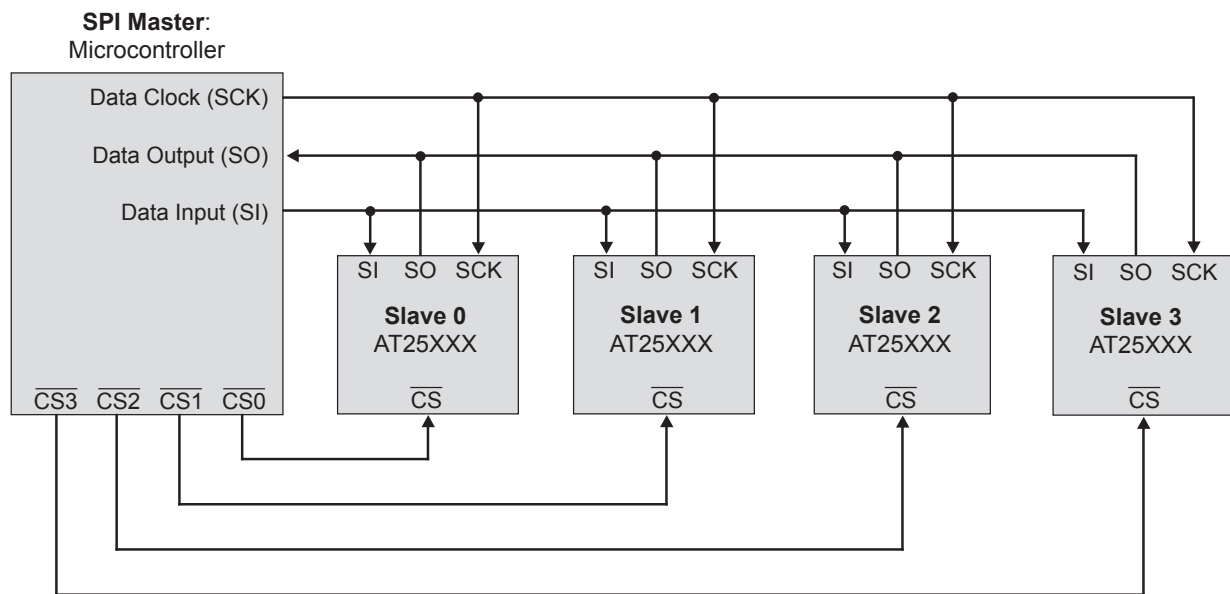 SPI Master:
Microcontroller
Data Clock (SCK)
Data Output (SO)
Data Input (SI)
CS3 CS2 CS1 CS0
SI SO SCK
Slave 0
AT25XXX
CS
SI SO SCK
Slave 1
AT25XXX
CS
SI SO SCK
Slave 2
AT25XXX
CS
SI SO SCK
Slave 3
AT25XXX
CS